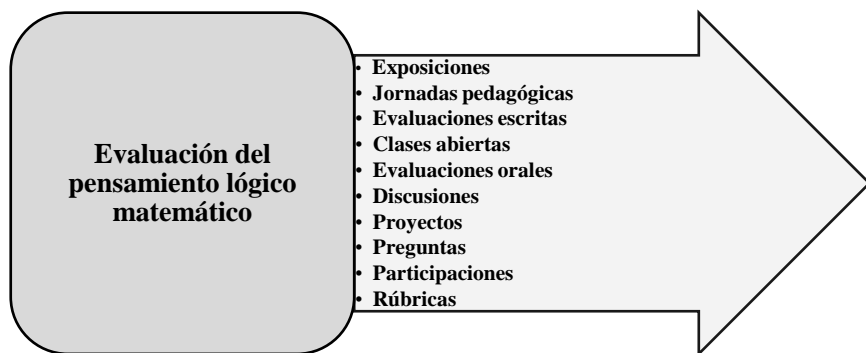 Evaluación del
pensamiento lógico
matemático
• Exposiciones
• Jornadas pedagógicas
• Evaluaciones escritas
• Clases abiertas
• Evaluaciones orales
• Discusiones
• Proyectos
• Preguntas
• Participaciones
• Rúbricas